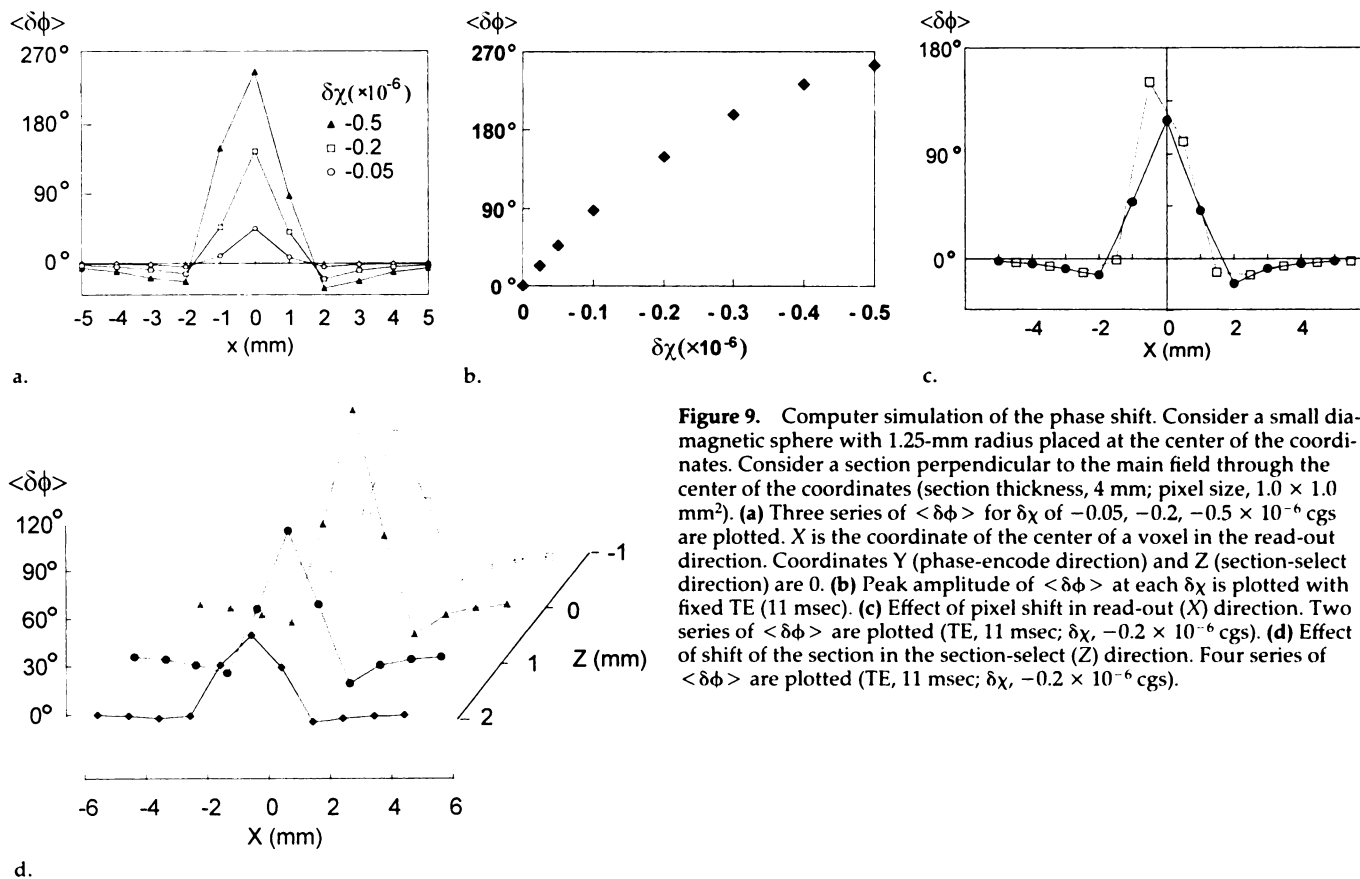 <δϕ>
270°
180°
90°
0°
δχ(×10⁻⁶)
▲ -0.5
□ -0.2
○ -0.05
-5 -4 -3 -2 -1 0 1 2 3 4 5
x (mm)
a.
<δϕ>
270°
180°
90°
0°
0 - 0.1 - 0.2 - 0.3 - 0.4 - 0.5
δχ(×10⁻⁶)
b.
<δϕ>
180°
90°
0°
-4 -2 0 2 4
X (mm)
c.
<δϕ>
120°
90°
60°
30°
0°
-1
0
1
2
Z (mm)
-6 -4 -2 0 2 4 6
X (mm)
d.
Figure 9. Computer simulation of the phase shift. Consider a small dia-
magnetic sphere with 1.25-mm radius placed at the center of the coordi-
nates. Consider a section perpendicular to the main field through the
center of the coordinates (section thickness, 4 mm; pixel size, 1.0 × 1.0
mm²). (a) Three series of <δϕ> for δχ of −0.05, −0.2, −0.5 × 10⁻⁶ cgs
are plotted. X is the coordinate of the center of a voxel in the read-out
direction. Coordinates Y (phase-encode direction) and Z (section-select
direction) are 0. (b) Peak amplitude of <δϕ> at each δχ is plotted with
fixed TE (11 msec). (c) Effect of pixel shift in read-out (X) direction. Two
series of <δϕ> are plotted (TE, 11 msec; δχ, −0.2 × 10⁻⁶ cgs). (d) Effect
of shift of the section in the section-select (Z) direction. Four series of
<δϕ> are plotted (TE, 11 msec; δχ, −0.2 × 10⁻⁶ cgs).